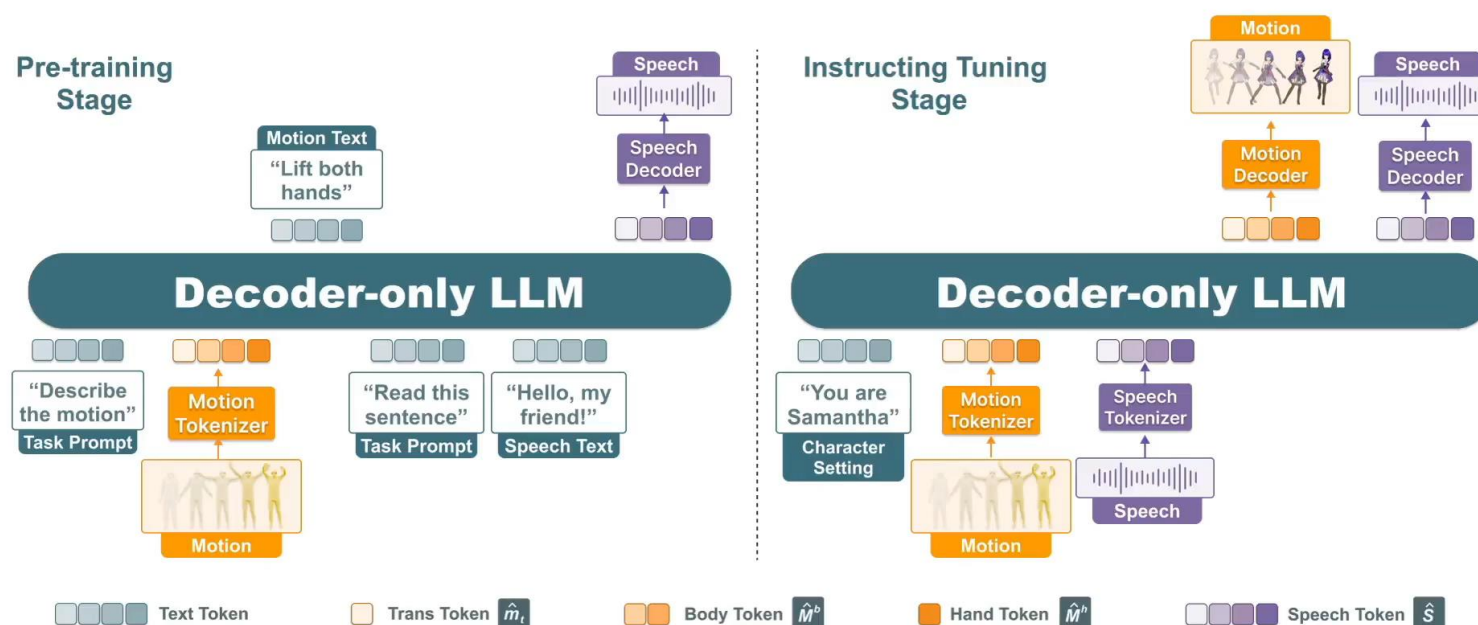 Pre-training
Stage
Motion Text
“Lift both
hands”
Speech
Speech
Decoder
Decoder-only LLM
“Describe
the motion”
Task Prompt
Motion
Tokenizer
Motion
“Read this
sentence”
Task Prompt
“Hello, my
friend!”
Speech Text
Instructing Tuning
Stage
Motion
Motion
Decoder
Speech
Speech
Decoder
Decoder-only LLM
“You are
Samantha”
Character
Setting
Motion
Tokenizer
Motion
Speech
Tokenizer
Speech
Text Token
Trans Token m̂ₜ
Body Token M̂ᵇ
Hand Token M̂ʰ
Speech Token Ŝ